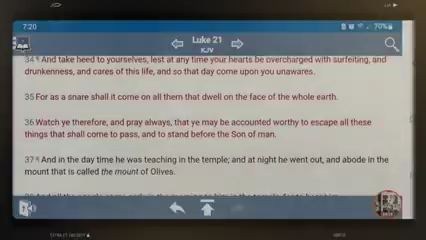 7:20
70%
Luke 21
KJV
34 ¶ And take heed to yourselves, lest at any time your hearts be overcharged with surfeiting, and
drunkenness, and cares of this life, and so that day come upon you unawares.
35 For as a snare shall it come on all them that dwell on the face of the whole earth.
36 Watch ye therefore, and pray always, that ye may be accounted worthy to escape all these
things that shall come to pass, and to stand before the Son of man.
37 ¶ And in the day time he was teaching in the temple; and at night he went out, and abode in the
mount that is called the mount of Olives.